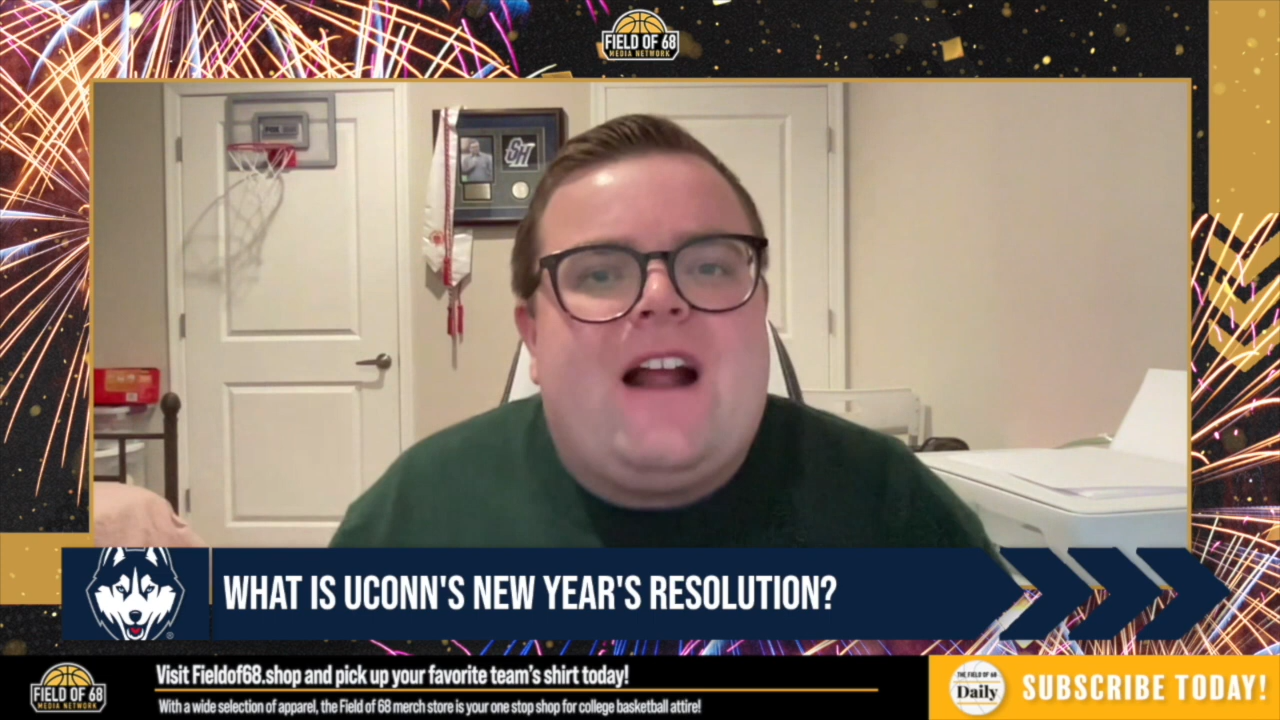 FIELD OF 68
MEDIA NETWORK
SH
WHAT IS UCONN'S NEW YEAR'S RESOLUTION?
®
FIELD OF 68
MEDIA NETWORK
Visit Fieldof68.shop and pick up your favorite team's shirt today!
With a wide selection of apparel, the Field of 68 merch store is your one stop shop for college basketball attire!
THE FIELD OF 68
Daily
SUBSCRIBE TODAY!